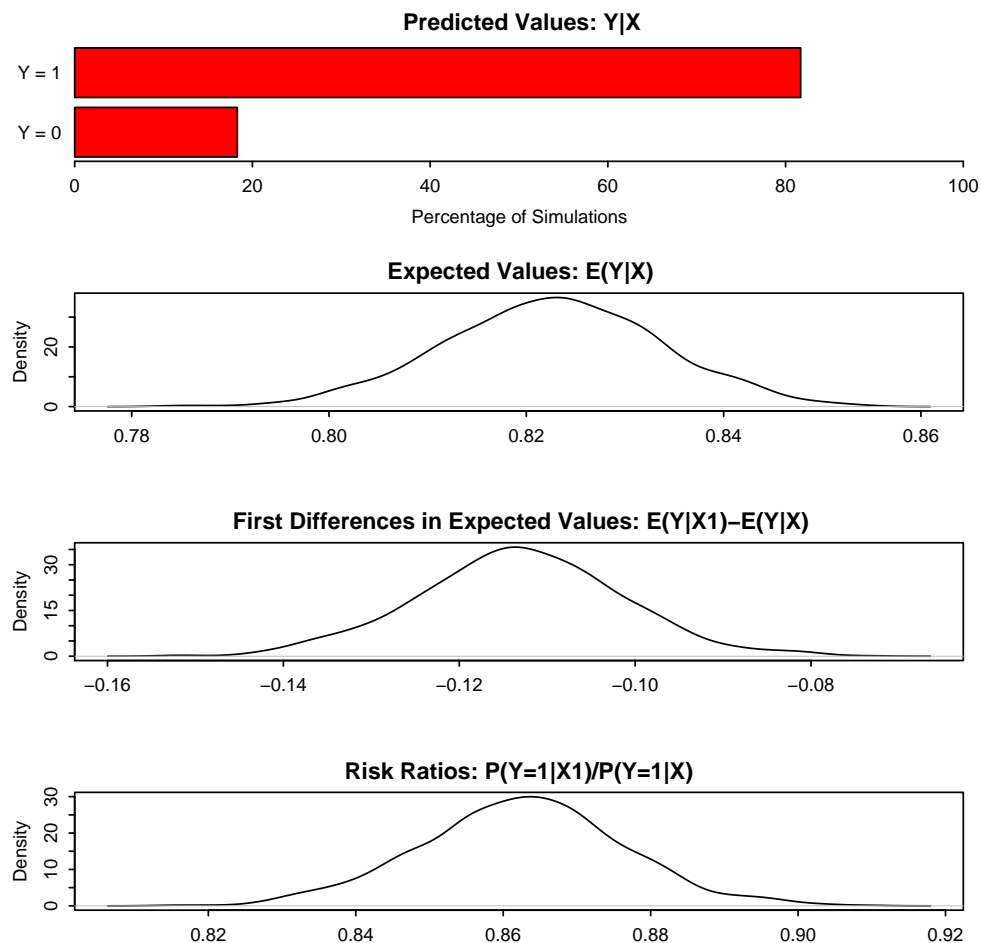 Predicted Values: Y|X
Y = 1
Y = 0
0 20 40 60 80 100
Percentage of Simulations
Expected Values: E(Y|X)
Density
0 20
0.78 0.80 0.82 0.84 0.86
First Differences in Expected Values: E(Y|X1)−E(Y|X)
Density
0 15 30
−0.16 −0.14 −0.12 −0.10 −0.08
Risk Ratios: P(Y=1|X1)/P(Y=1|X)
Density
0 10 20 30
0.82 0.84 0.86 0.88 0.90 0.92